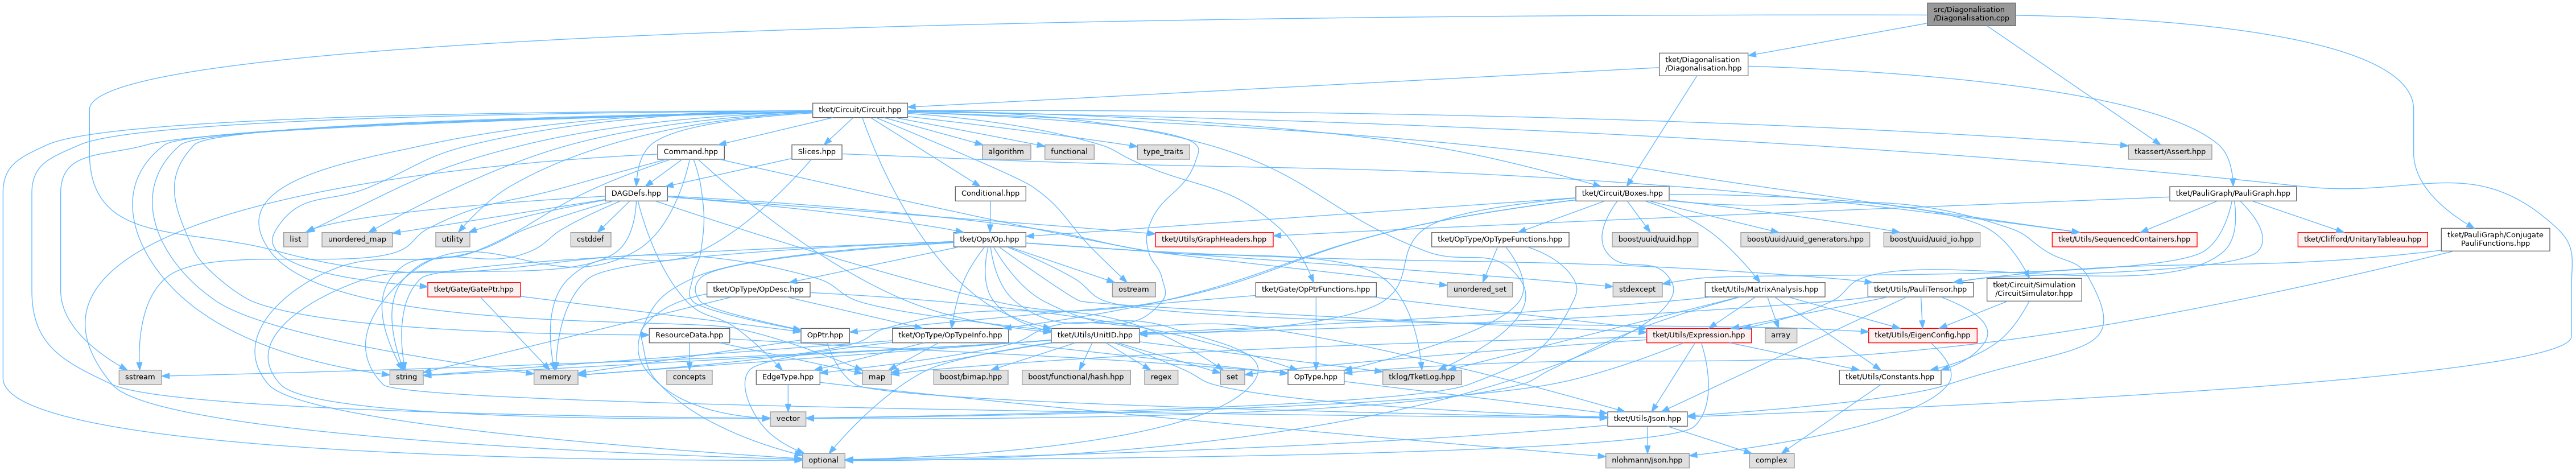 src/Diagonalisation
/Diagonalisation.cpp
tket/Diagonalisation
/Diagonalisation.hpp
tket/Circuit/Circuit.hpp
Command.hpp
Slices.hpp
algorithm
functional
type_traits
tkassert/Assert.hpp
DAGDefs.hpp
Conditional.hpp
tket/Circuit/Boxes.hpp
tket/PauliGraph/PauliGraph.hpp
list
unordered_map
utility
cstddef
tket/Ops/Op.hpp
tket/Utils/GraphHeaders.hpp
tket/OpType/OpTypeFunctions.hpp
boost/uuid/uuid.hpp
boost/uuid/uuid_generators.hpp
boost/uuid/uuid_io.hpp
tket/Utils/SequencedContainers.hpp
tket/Clifford/UnitaryTableau.hpp
tket/PauliGraph/Conjugate
PauliFunctions.hpp
tket/Gate/GatePtr.hpp
tket/OpType/OpDesc.hpp
ostream
tket/Gate/OpPtrFunctions.hpp
unordered_set
stdexcept
tket/Utils/MatrixAnalysis.hpp
tket/Utils/PauliTensor.hpp
tket/Circuit/Simulation
/CircuitSimulator.hpp
ResourceData.hpp
OpPtr.hpp
tket/OpType/OpTypeInfo.hpp
tket/Utils/UnitID.hpp
tket/Utils/Expression.hpp
array
tket/Utils/EigenConfig.hpp
sstream
string
memory
concepts
EdgeType.hpp
map
boost/bimap.hpp
boost/functional/hash.hpp
regex
set
OpType.hpp
tklog/TketLog.hpp
tket/Utils/Constants.hpp
vector
tket/Utils/Json.hpp
optional
nlohmann/json.hpp
complex